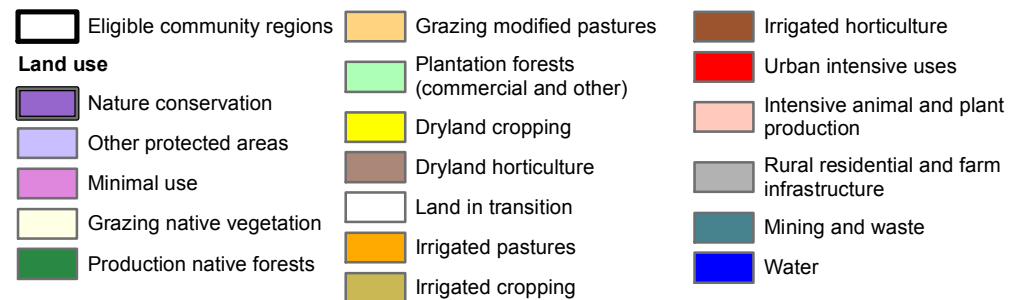 Eligible community regions
Land use
Nature conservation
Other protected areas
Minimal use
Grazing native vegetation
Production native forests
Grazing modified pastures
Plantation forests
(commercial and other)
Dryland cropping
Dryland horticulture
Land in transition
Irrigated pastures
Irrigated cropping
Irrigated horticulture
Urban intensive uses
Intensive animal and plant
production
Rural residential and farm
infrastructure
Mining and waste
Water